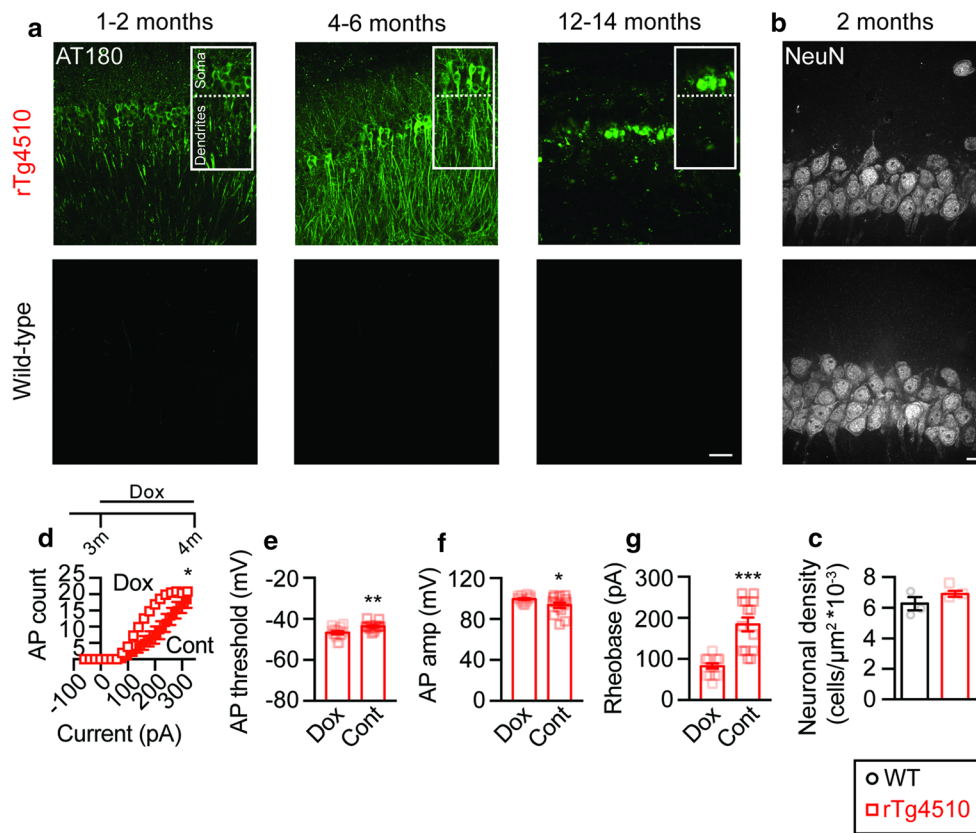 a
1-2 months
4-6 months
12-14 months
b
2 months
rTg4510
AT180
Soma
Dendrites
NeuN
Wild-type
Dox
3m
4m
d
AP count
25
20
15
10
5
0
Dox
*
Cont
-100
0
100
200
300
Current (pA)
e
AP threshold (mV)
-20
-40
-60
-80
**
Dox
Cont
f
AP amp (mV)
120
80
40
0
*
Dox
Cont
g
Rheobase (pA)
300
200
100
0
***
Dox
Cont
c
Neuronal density
(cells/µm² *10⁻³)
8
6
4
2
0
WT
rTg4510